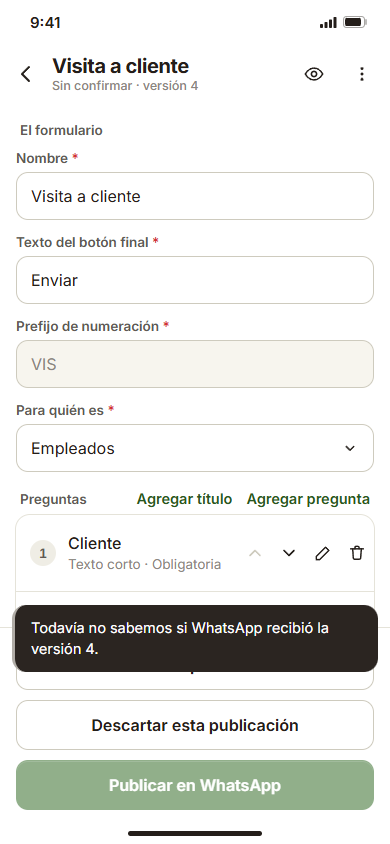 9:41
Visita a cliente
Sin confirmar · versión 4
El formulario
Nombre *
Visita a cliente
Texto del botón final *
Enviar
Prefijo de numeración *
VIS
Para quién es *
Empleados
Preguntas Agregar título Agregar pregunta
1 Cliente
Texto corto · Obligatoria
Todavía no sabemos si WhatsApp recibió la
versión 4.
Descartar esta publicación
Publicar en WhatsApp